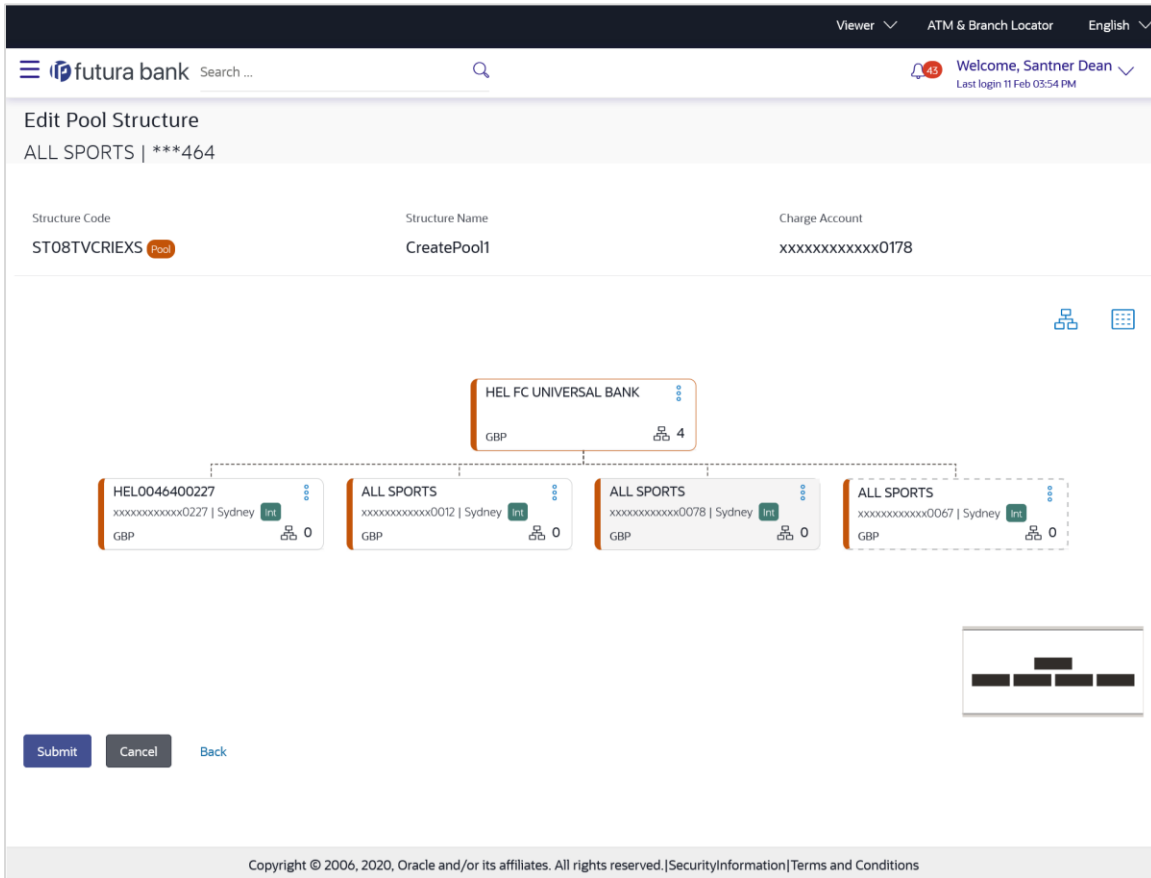 Viewer ATM & Branch Locator English
futura bank Search ... 43 Welcome, Santner Dean
Last login 11 Feb 03:54 PM
Edit Pool Structure
ALL SPORTS | ***464
Structure Code Structure Name Charge Account
ST08TVCRIEXS Pool CreatePool1 xxxxxxxxxxxx0178
HEL FC UNIVERSAL BANK
GBP 4
HEL0046400227
xxxxxxxxxxxx0227 | Sydney Int
GBP 0
ALL SPORTS
xxxxxxxxxxxx0012 | Sydney Int
GBP 0
ALL SPORTS
xxxxxxxxxxxx0078 | Sydney Int
GBP 0
ALL SPORTS
xxxxxxxxxxxx0067 | Sydney Int
GBP 0
Submit Cancel Back
Copyright © 2006, 2020, Oracle and/or its affiliates. All rights reserved.|SecurityInformation|Terms and Conditions